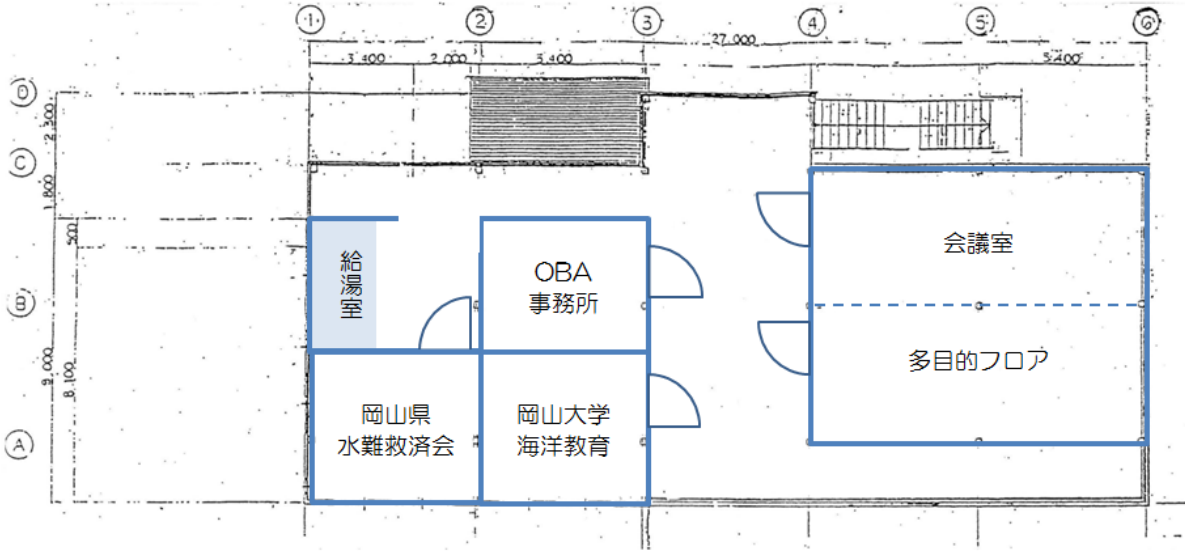 ① ② ③ ④ ⑤ ⑥
27.000
3.400 2.000 5.400 5.400
D
2.300
C
1.800
900
B
9.000
8.100
A
給湯室
OBA
事務所
会議室
多目的フロア
岡山県
水難救済会
岡山大学
海洋教育